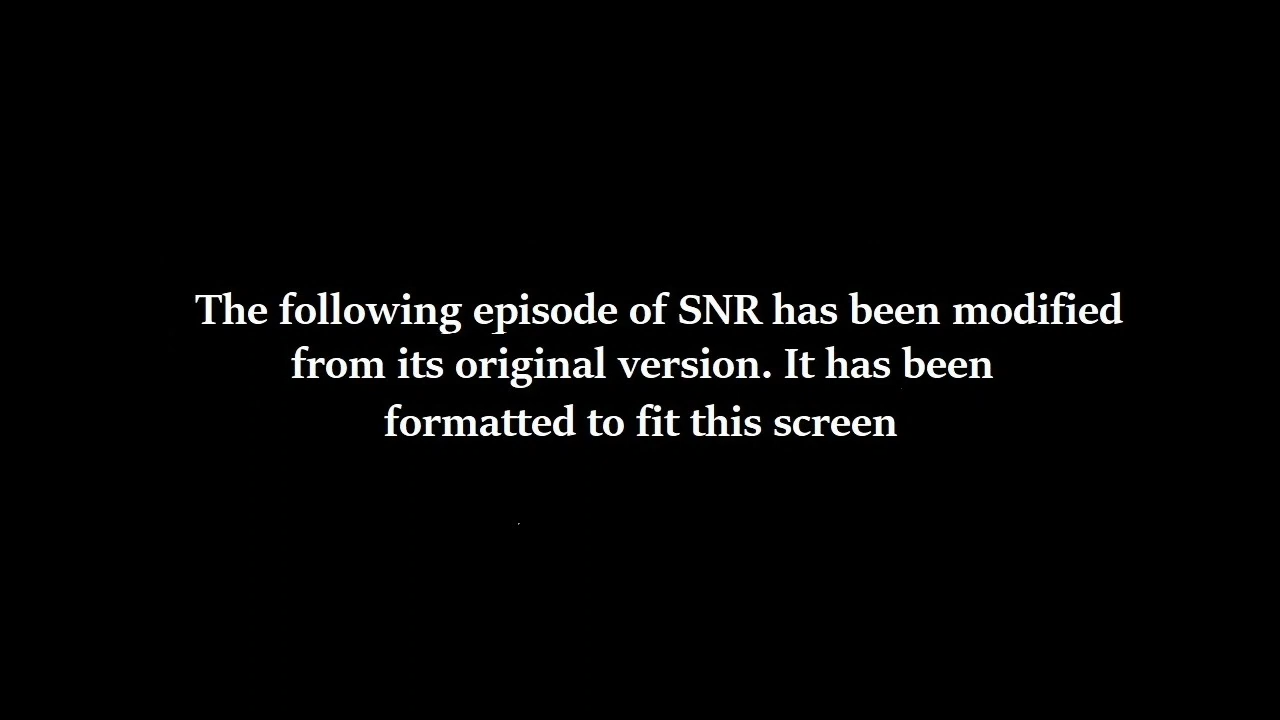 The following episode of SNR has been modified
from its original version. It has been
formatted to fit this screen